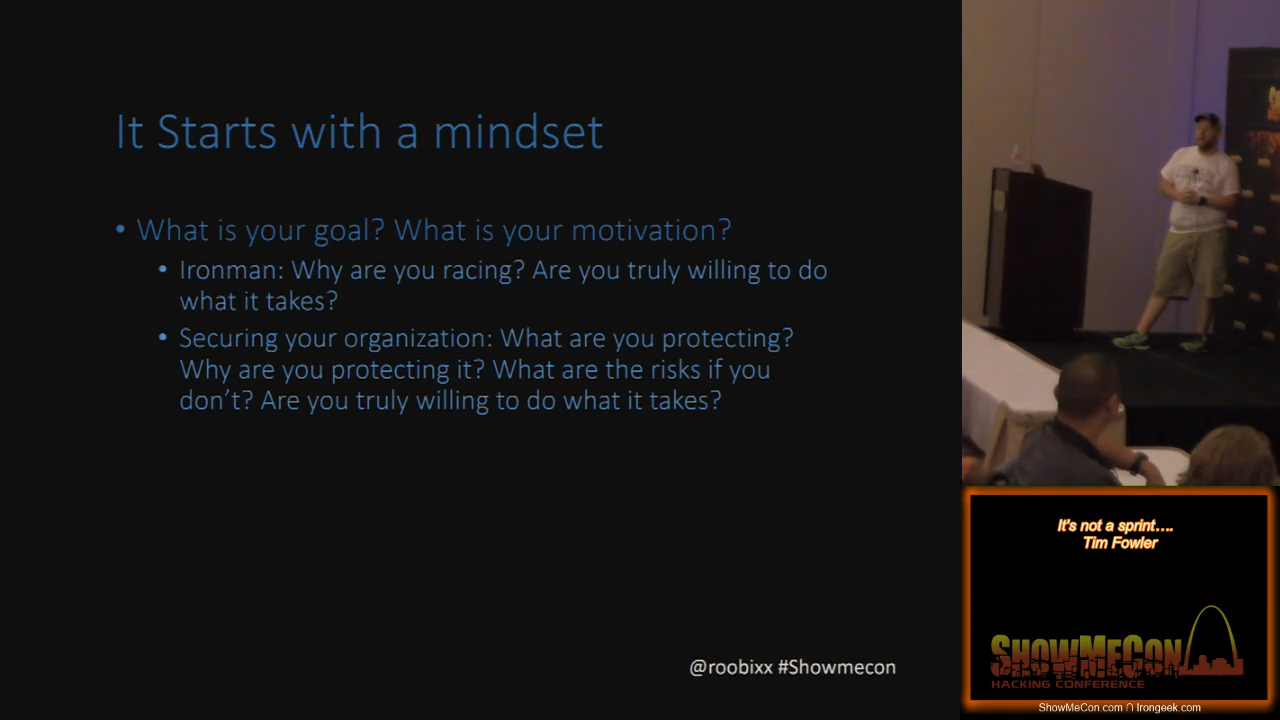 It Starts with a mindset
• What is your goal? What is your motivation?
• Ironman: Why are you racing? Are you truly willing to do
what it takes?
• Securing your organization: What are you protecting?
Why are you protecting it? What are the risks if you
don’t? Are you truly willing to do what it takes?
@roobixx #Showmecon
It's not a sprint....
Tim Fowler
ShowMeCon
HACKING CONFERENCE
ShowMeCon.com ∩ Irongeek.com